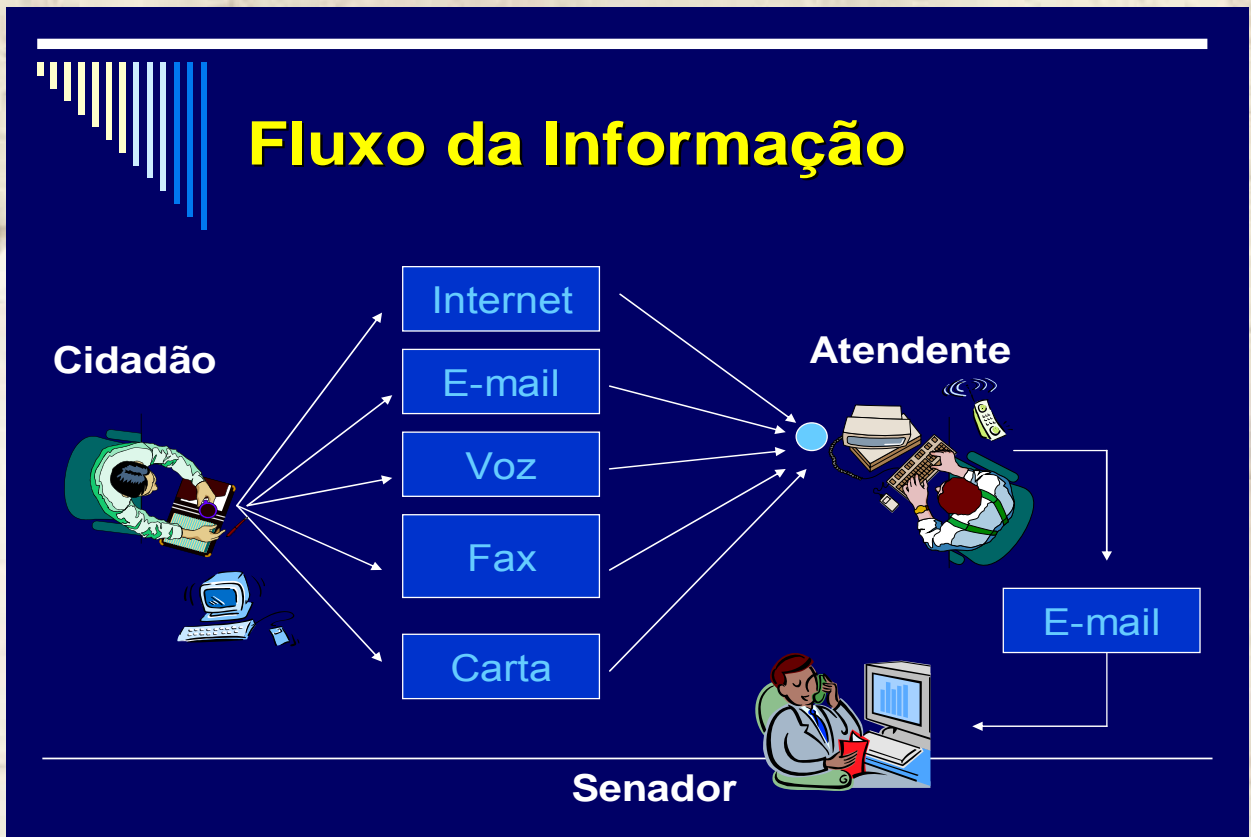 Fluxo da Informação
Cidadão
Internet
E-mail
Voz
Fax
Carta
Atendente
E-mail
Senador